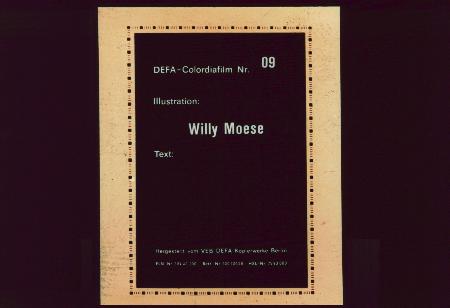 DEFA-Colordiafilm Nr. 09
Illustration:
Willy Moese
Text:
Hergestellt vom VEB DEFA Kopierwerke Berlin